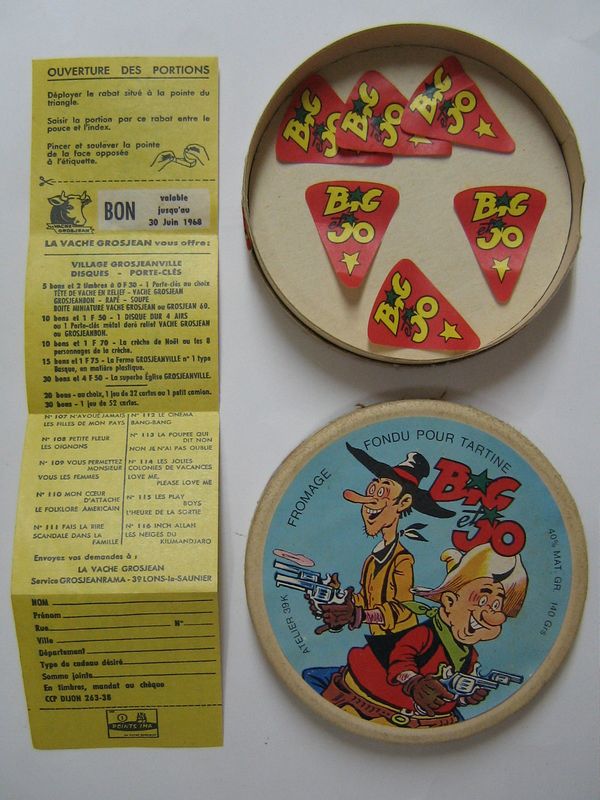 OUVERTURE DES PORTIONS
Déployer le rabat situé à la pointe du
triangle.
Saisir la portion par ce rabat entre le
pouce et l'index.
Pincer et soulever la pointe
de la face opposée
à l'étiquette.
VACHE
GROSJEAN
BON
valable
jusqu'au
30 Juin 1968
LA VACHE GROSJEAN vous offre:
VILLAGE GROSJEANVILLE
DISQUES - PORTE-CLÉS
5 bons et 2 timbres à 0 F 30 - 1 Porte-clés au choix
TÊTE DE VACHE EN RELIEF - VACHE GROSJEAN
GROSJEANBON - RAPÉ - SOUPE
BOITE MINIATURE VACHE GROSJEAN ou GROSJEAN 60.
10 bons et 1 F 50 - 1 DISQUE DUR 4 AIRS
ou 1 Porte-clés métal doré relief VACHE GROSJEAN
ou GROSJEANBON.
10 bons et 1 F 70 - La crèche de Noël ou les 8
personnages de la crèche.
15 bons et 1 F 75 - La Ferme GROSJEANVILLE n° 1 type
Basque, en matière plastique.
30 bons et 4 F 50 - La superbe Église GROSJEANVILLE.
20 bons - au choix, 1 jeu de 32 cartes ou 1 petit camion.
30 bons - 1 jeu de 52 cartes.
N° 107 N'AVOUE JAMAIS
LES FILLES DE MON PAYS
N° 108 PETITE FLEUR
LES OIGNONS
N° 109 VOUS PERMETTEZ
MONSIEUR
VOUS LES FEMMES
N° 110 MON CŒUR
D'ATTACHE
LE FOLKLORE AMERICAIN
N° 111 FAIS LA RIRE
SCANDALE DANS LA
FAMILLE
N° 112 LE CINEMA
BANG-BANG
N° 113 LA POUPEE QUI
DIT NON
NON JE N'AI PAS OUBLIE
N° 114 LES JOLIES
COLONIES DE VACANCES
LOVE ME,
PLEASE LOVE ME
N° 115 LES PLAY
BOYS
L'HEURE DE LA SORTIE
N° 116 INCH ALLAH
LES NEIGES DU
KILIMANDJARO
Envoyez vos demandes à :
LA VACHE GROSJEAN
Service GROSJEANRAMA - 39 LONS-le-SAUNIER
NOM
Prénom
Rue N°
Ville
Département
Type de cadeau désiré
Somme jointe
En timbres, mandat ou chèque
CCP DIJON 263-38
POINTS IMA
BIG
et JO
BIG
et JO
BIG
et JO
BIG
et JO
BIG
et JO
BIG
et JO
FROMAGE FONDU POUR TARTINE
BIG
et
JO
40% MAT. GR 140 Grs
ATELIER 39K